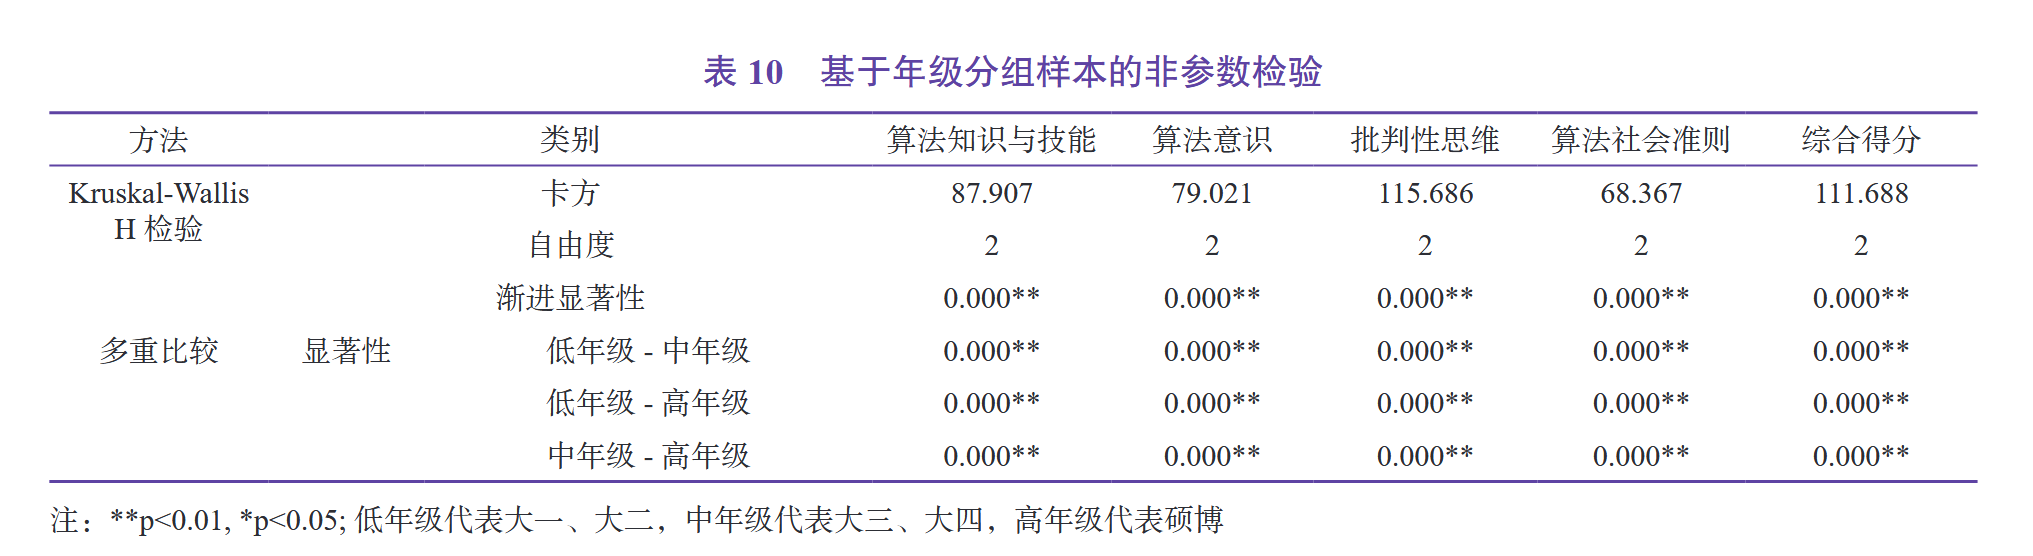 表 10 基于年级分组样本的非参数检验
方法 类别 算法知识与技能 算法意识 批判性思维 算法社会准则 综合得分
Kruskal-Wallis H 检验 卡方 87.907 79.021 115.686 68.367 111.688
自由度 2 2 2 2 2
渐进显著性 0.000** 0.000** 0.000** 0.000** 0.000**
多重比较 显著性 低年级 - 中年级 0.000** 0.000** 0.000** 0.000** 0.000**
低年级 - 高年级 0.000** 0.000** 0.000** 0.000** 0.000**
中年级 - 高年级 0.000** 0.000** 0.000** 0.000** 0.000**
注：**p<0.01, *p<0.05; 低年级代表大一、大二，中年级代表大三、大四，高年级代表硕博